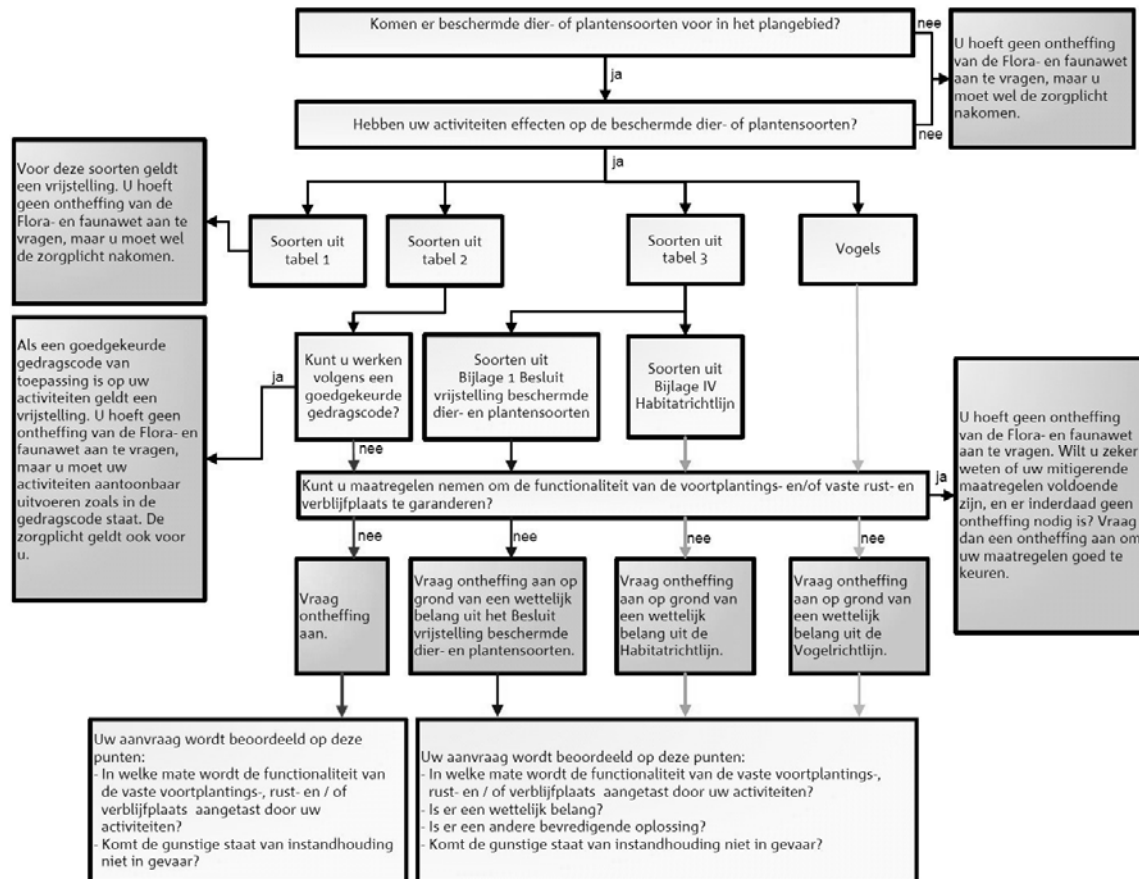 Komen er beschermde dier- of plantensoorten voor in het plangebied?
nee
U hoeft geen ontheffing
van de Flora- en faunawet
aan te vragen, maar u
moet wel de zorgplicht
nakomen.
ja
Hebben uw activiteiten effecten op de beschermde dier- of plantensoorten?
nee
ja
Voor deze soorten geldt
een vrijstelling. U hoeft
geen ontheffing van de
Flora- en faunawet aan te
vragen, maar u moet wel
de zorgplicht nakomen.
Soorten uit
tabel 1
Soorten uit
tabel 2
Soorten uit
tabel 3
Vogels
Als een goedgekeurde
gedragscode van
toepassing is op uw
activiteiten geldt een
vrijstelling. U hoeft geen
ontheffing van de Flora- en
faunawet aan te vragen,
maar u moet uw
activiteiten aantoonbaar
uitvoeren zoals in de
gedragscode staat. De
zorgplicht geldt ook voor
u.
ja
Kunt u werken
volgens een
goedgekeurde
gedragscode?
nee
Soorten uit
Bijlage 1 Besluit
vrijstelling beschermde
dier- en plantensoorten
Soorten uit
Bijlage IV
Habitatrichtlijn
Kunt u maatregelen nemen om de functionaliteit van de voortplantings- en/of vaste rust- en
verblijfplaats te garanderen?
ja
U hoeft geen ontheffing
van de Flora- en faunawet
aan te vragen. Wilt u zeker
weten of uw mitigerende
maatregelen voldoende
zijn, en er inderdaad geen
ontheffing nodig is? Vraag
dan een ontheffing aan om
uw maatregelen goed te
keuren.
nee
nee
nee
nee
Vraag
ontheffing
aan.
Vraag ontheffing aan op
grond van een wettelijk
belang uit het Besluit
vrijstelling beschermde
dier- en plantensoorten.
Vraag ontheffing
aan op grond van
een wettelijk
belang uit de
Habitatrichtlijn.
Vraag ontheffing
aan op grond van
een wettelijk
belang uit de
Vogelrichtlijn.
Uw aanvraag wordt beoordeeld op deze
punten:
- In welke mate wordt de functionaliteit van
de vaste voortplantings-, rust- en / of
verblijfplaats aangetast door uw
activiteiten?
- Komt de gunstige staat van instandhouding
niet in gevaar?
Uw aanvraag wordt beoordeeld op deze punten:
- In welke mate wordt de functionaliteit van de vaste voortplantings-,
rust- en / of verblijfplaats aangetast door uw activiteiten?
- Is er een wettelijk belang?
- Is er een andere bevredigende oplossing?
- Komt de gunstige staat van instandhouding niet in gevaar?